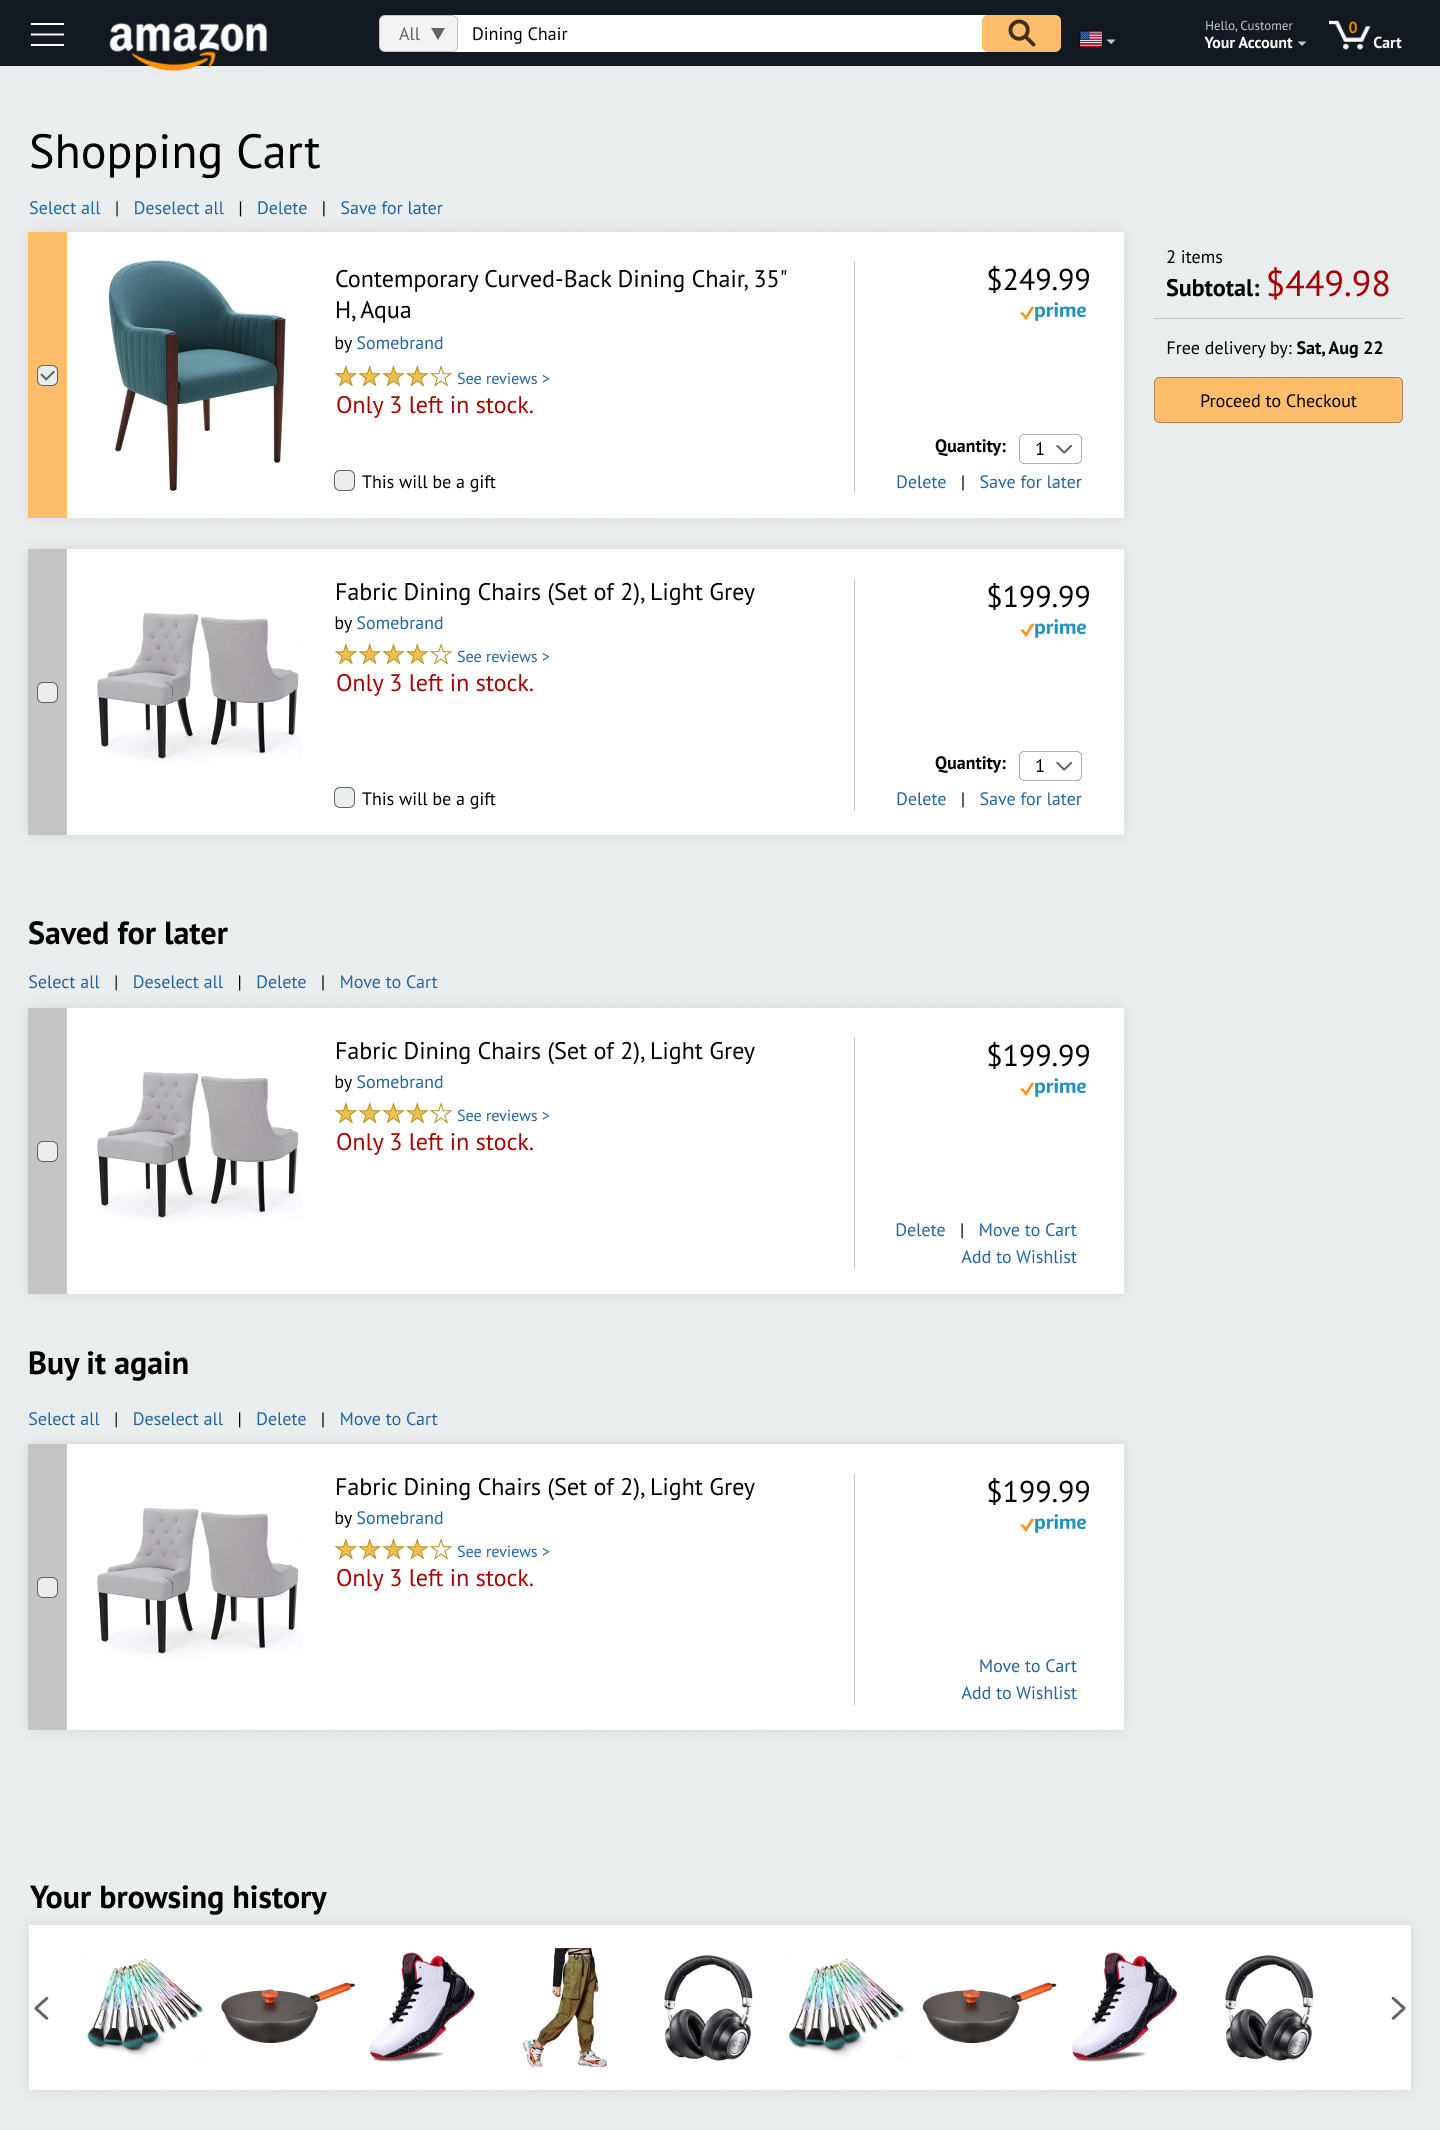 amazon
All ▼
Dining Chair
Hello, Customer
Your Account
0
Cart
Shopping Cart
Select all | Deselect all | Delete | Save for later
Contemporary Curved-Back Dining Chair, 35"
H, Aqua
by Somebrand
See reviews >
Only 3 left in stock.
This will be a gift
$249.99
prime
Quantity: 1
Delete | Save for later
2 items
Subtotal: $449.98
Free delivery by: Sat, Aug 22
Proceed to Checkout
Fabric Dining Chairs (Set of 2), Light Grey
by Somebrand
See reviews >
Only 3 left in stock.
This will be a gift
$199.99
prime
Quantity: 1
Delete | Save for later
Saved for later
Select all | Deselect all | Delete | Move to Cart
Fabric Dining Chairs (Set of 2), Light Grey
by Somebrand
See reviews >
Only 3 left in stock.
$199.99
prime
Delete | Move to Cart
Add to Wishlist
Buy it again
Select all | Deselect all | Delete | Move to Cart
Fabric Dining Chairs (Set of 2), Light Grey
by Somebrand
See reviews >
Only 3 left in stock.
$199.99
prime
Move to Cart
Add to Wishlist
Your browsing history